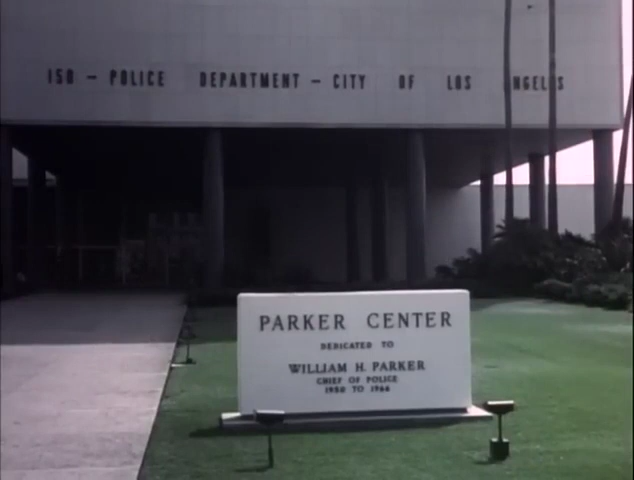 150 - POLICE DEPARTMENT - CITY OF LOS ANGELES
PARKER CENTER
DEDICATED TO
WILLIAM H. PARKER
CHIEF OF POLICE
1950 TO 1966